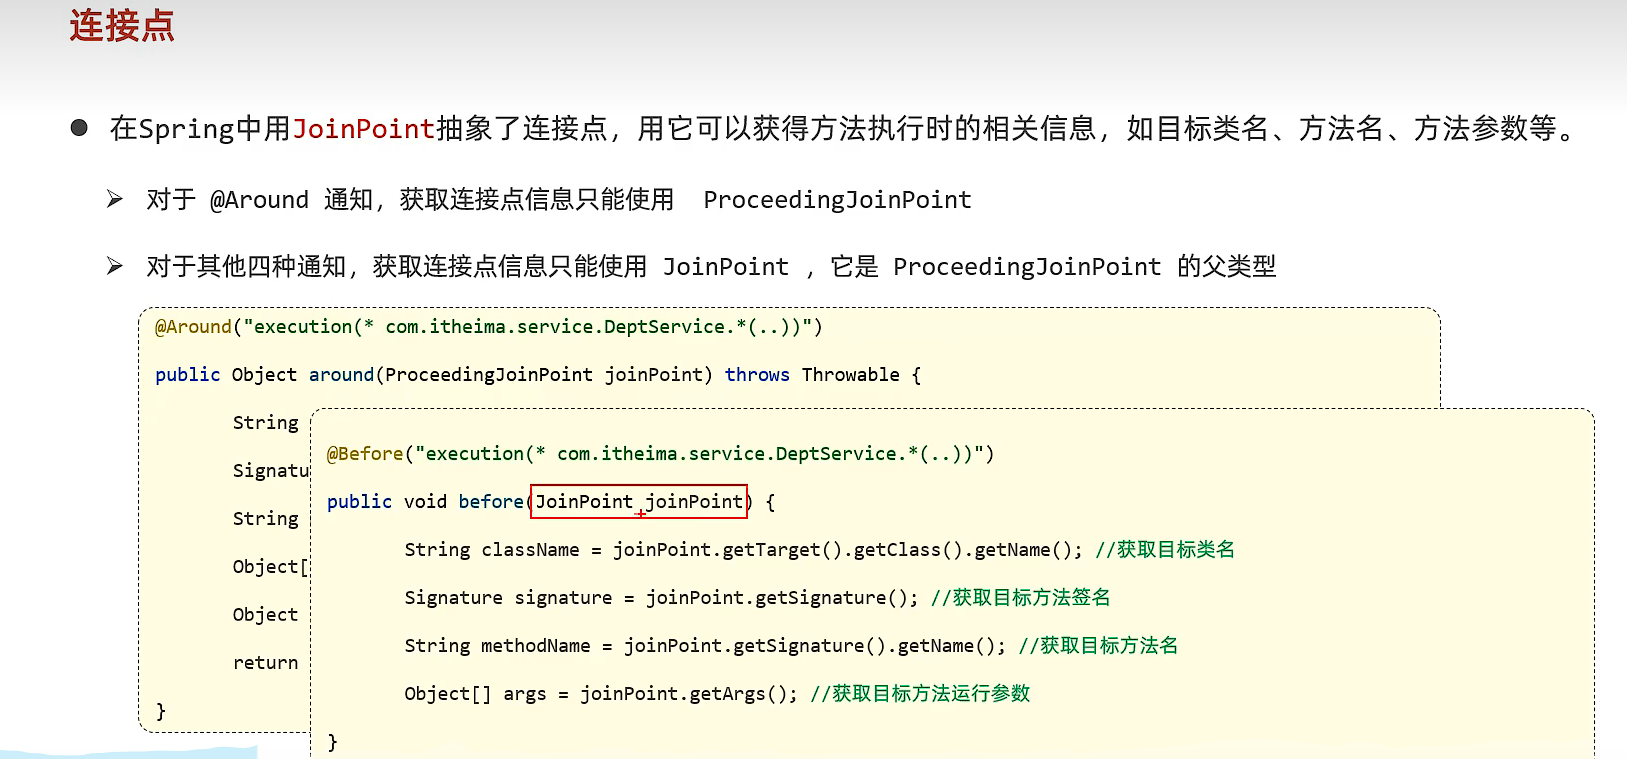 连接点
在Spring中用JoinPoint抽象了连接点，用它可以获得方法执行时的相关信息，如目标类名、方法名、方法参数等。
对于 @Around 通知，获取连接点信息只能使用 ProceedingJoinPoint
对于其他四种通知，获取连接点信息只能使用 JoinPoint ，它是 ProceedingJoinPoint 的父类型
@Around("execution(* com.itheima.service.DeptService.*(..))")
public Object around(ProceedingJoinPoint joinPoint) throws Throwable {
String
Signatu
String
Object[
Object
return
}
@Before("execution(* com.itheima.service.DeptService.*(..))")
public void before(JoinPoint joinPoint) {
String className = joinPoint.getTarget().getClass().getName(); //获取目标类名
Signature signature = joinPoint.getSignature(); //获取目标方法签名
String methodName = joinPoint.getSignature().getName(); //获取目标方法名
Object[] args = joinPoint.getArgs(); //获取目标方法运行参数
}